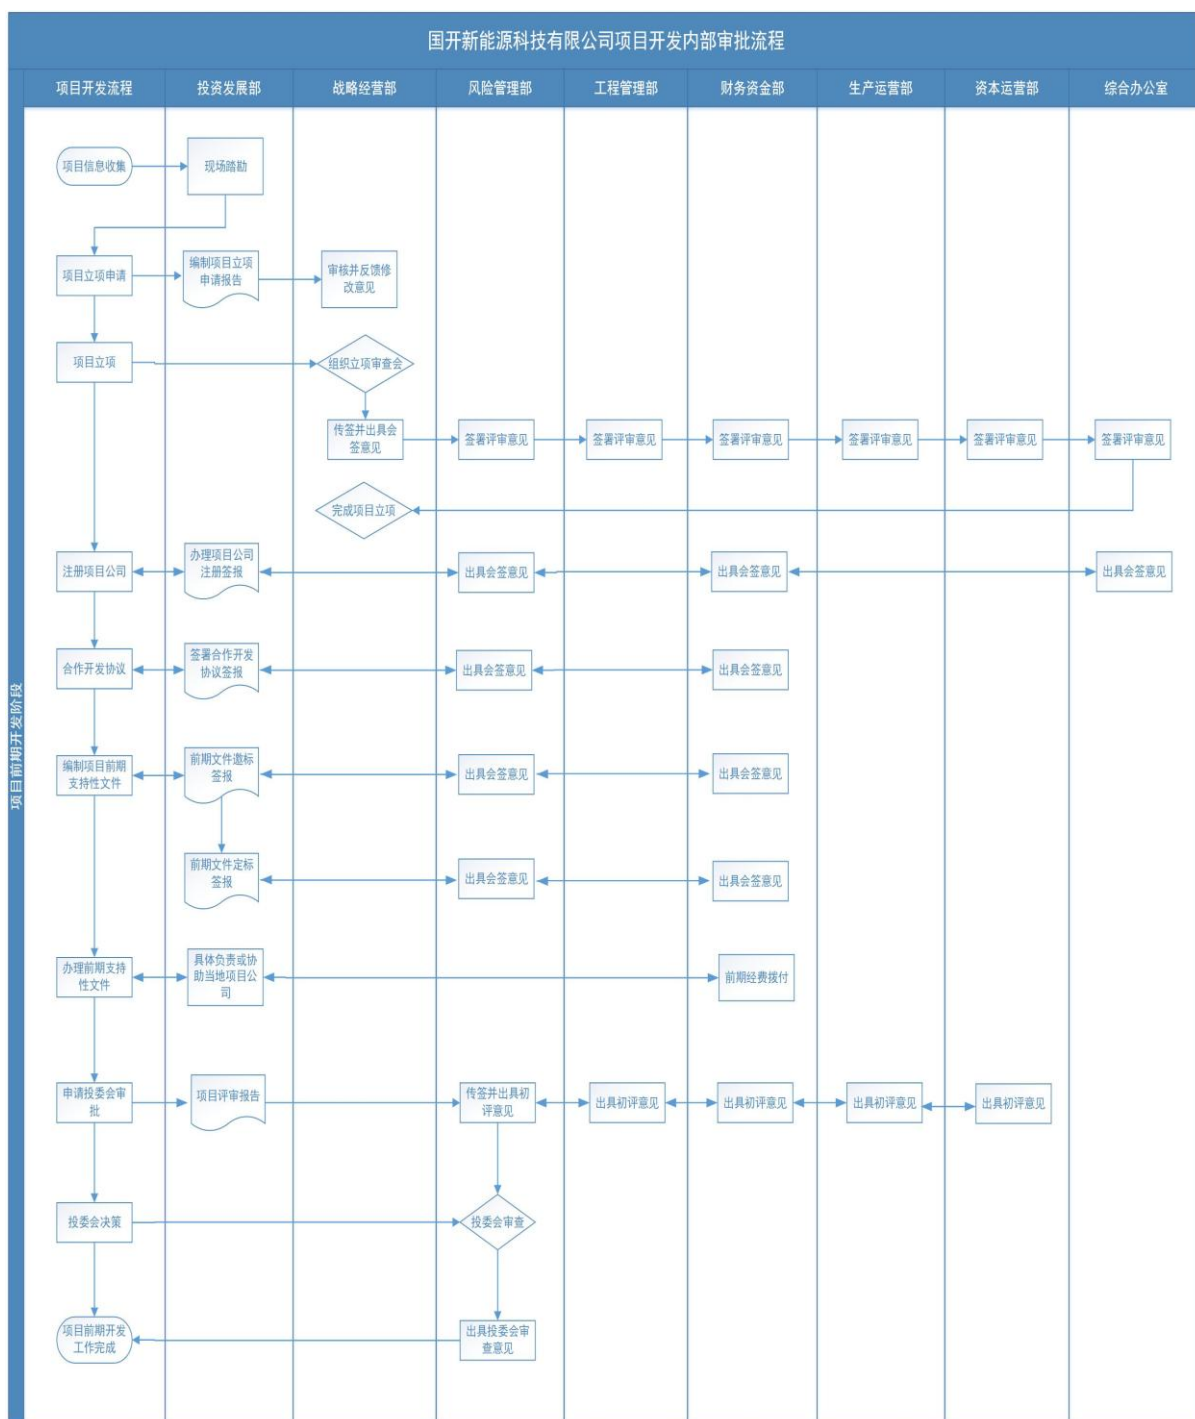 国开新能源科技有限公司项目开发内部审批流程
项目开发流程
投资发展部
战略经营部
风险管理部
工程管理部
财务资金部
生产运营部
资本运营部
综合办公室
项目前期开发阶段
项目信息收集
现场踏勘
项目立项申请
编制项目立项
申请报告
审核并反馈修
改意见
项目立项
组织立项审查会
传签并出具会
签意见
签署评审意见
签署评审意见
签署评审意见
签署评审意见
签署评审意见
签署评审意见
完成项目立项
注册项目公司
办理项目公司
注册签报
出具会签意见
出具会签意见
出具会签意见
合作开发协议
签署合作开发
协议签报
出具会签意见
出具会签意见
编制项目前期
支持性文件
前期文件邀标
签报
出具会签意见
出具会签意见
前期文件定标
签报
出具会签意见
出具会签意见
办理前期支持
性文件
具体负责或协
助当地项目公
司
前期经费拨付
申请投委会审
批
项目评审报告
传签并出具初
评意见
出具初评意见
出具初评意见
出具初评意见
出具初评意见
投委会决策
投委会审查
项目前期开发
工作完成
出具投委会审
查意见